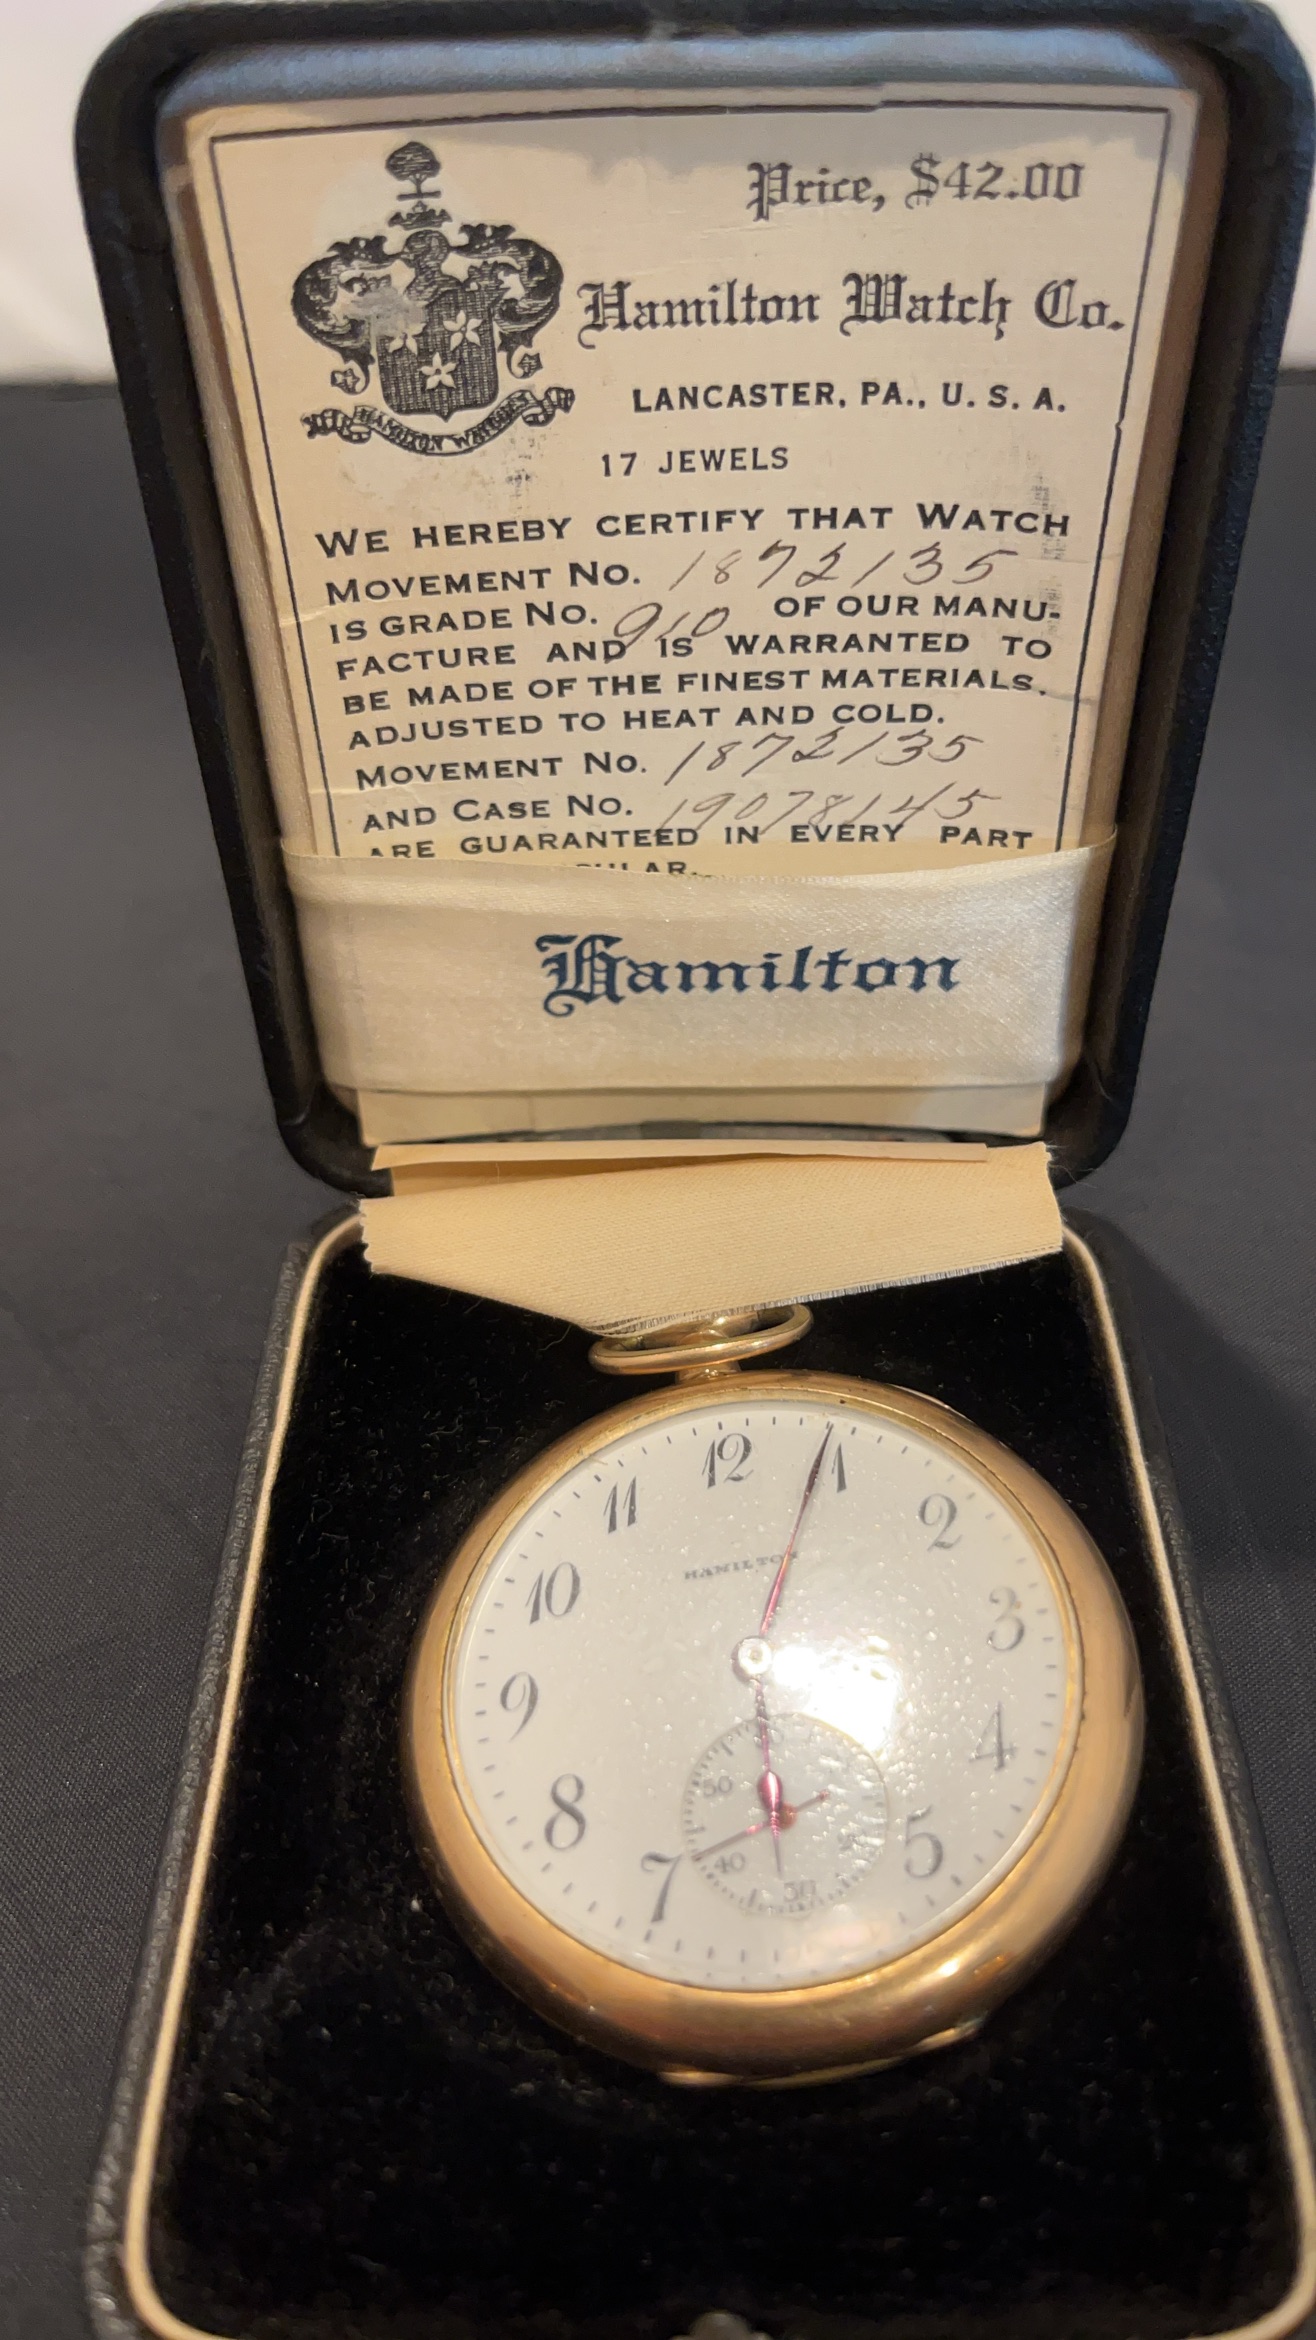 Price, $42.00
Hamilton Watch Co.
LANCASTER, PA., U. S. A.
HAMILTON WATCHES
17 JEWELS
WE HEREBY CERTIFY THAT WATCH
MOVEMENT NO. 1872135
IS GRADE NO. 910 OF OUR MANU-
FACTURE AND IS WARRANTED TO
BE MADE OF THE FINEST MATERIALS.
ADJUSTED TO HEAT AND COLD.
MOVEMENT NO. 1872135
AND CASE NO. 19078145
ARE GUARANTEED IN EVERY PART
Hamilton
12
11
1
10
2
HAMILTON
9
3
8
4
7
5
50
40
30